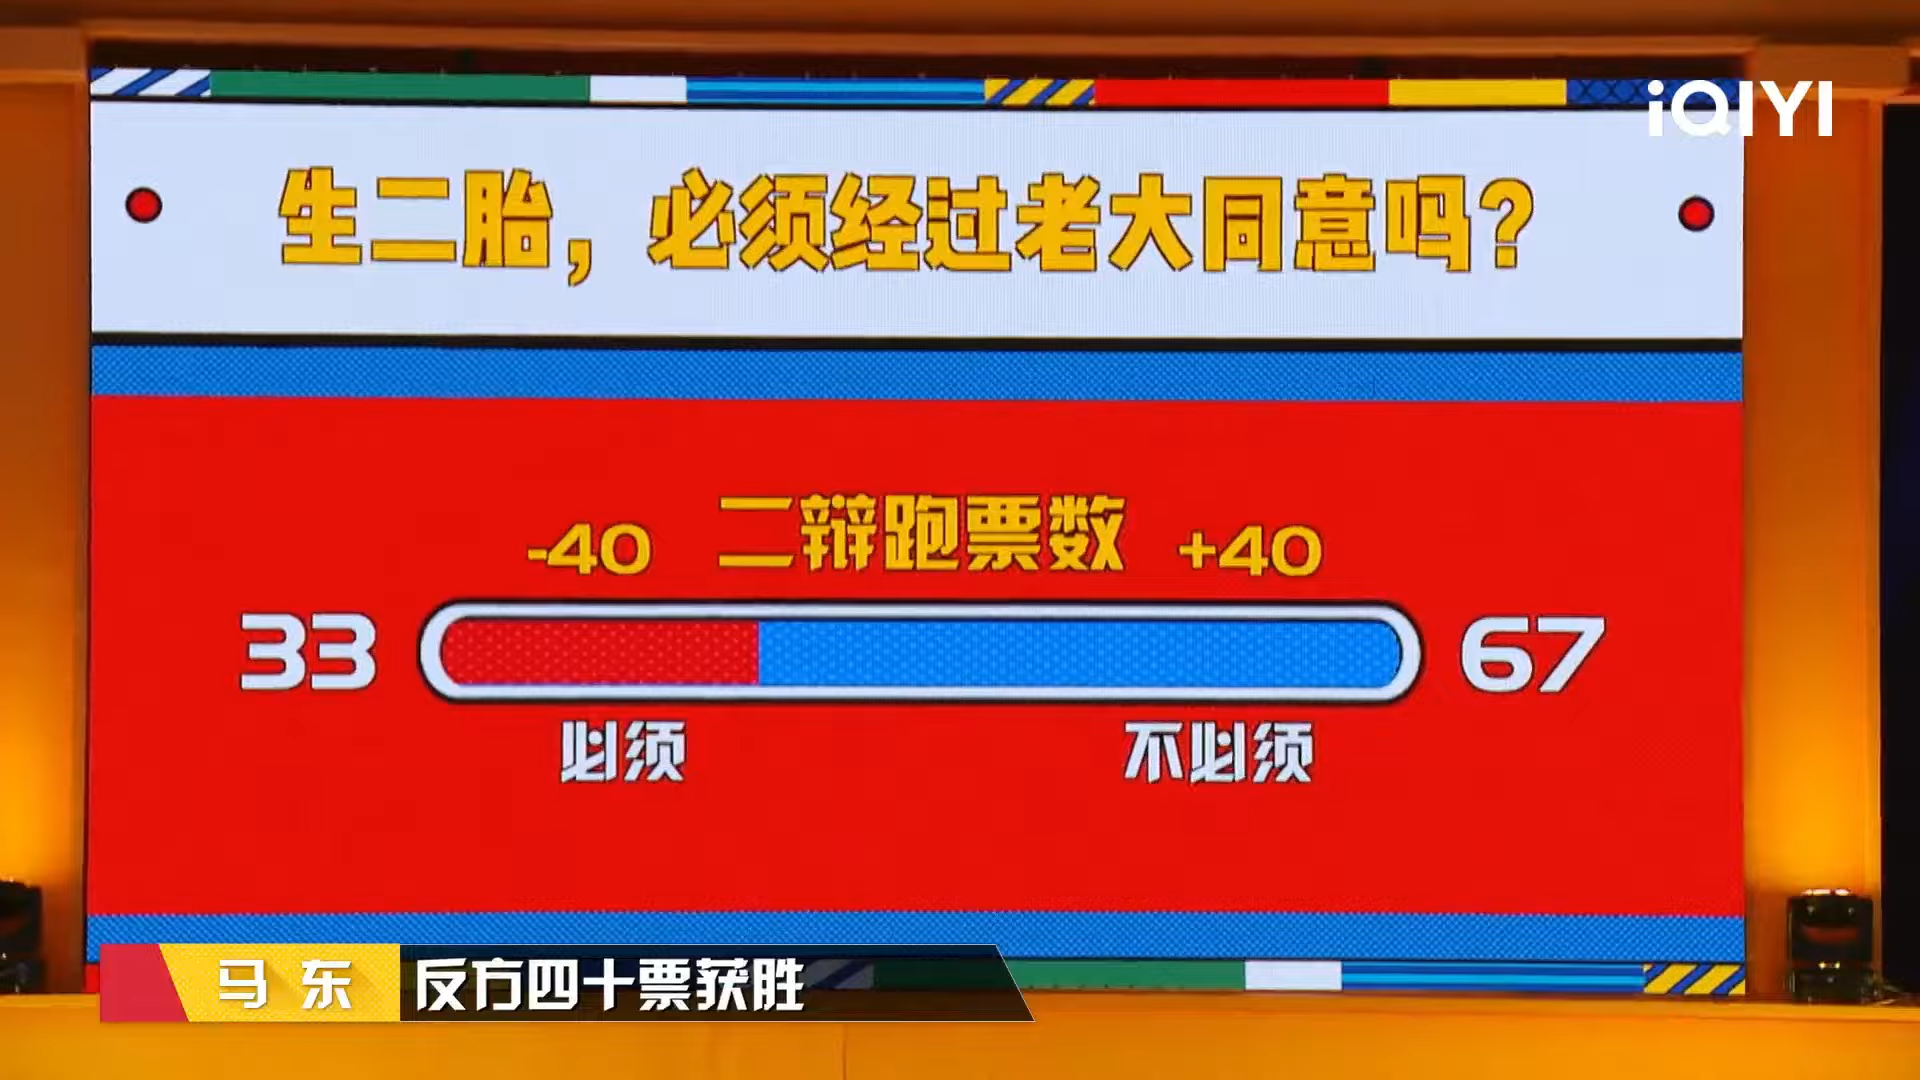 iQIYI
生二胎，必须经过老大同意吗？
-40 二辩跑票数 +40
33 67
必须 不必须
马东 反方四十票获胜